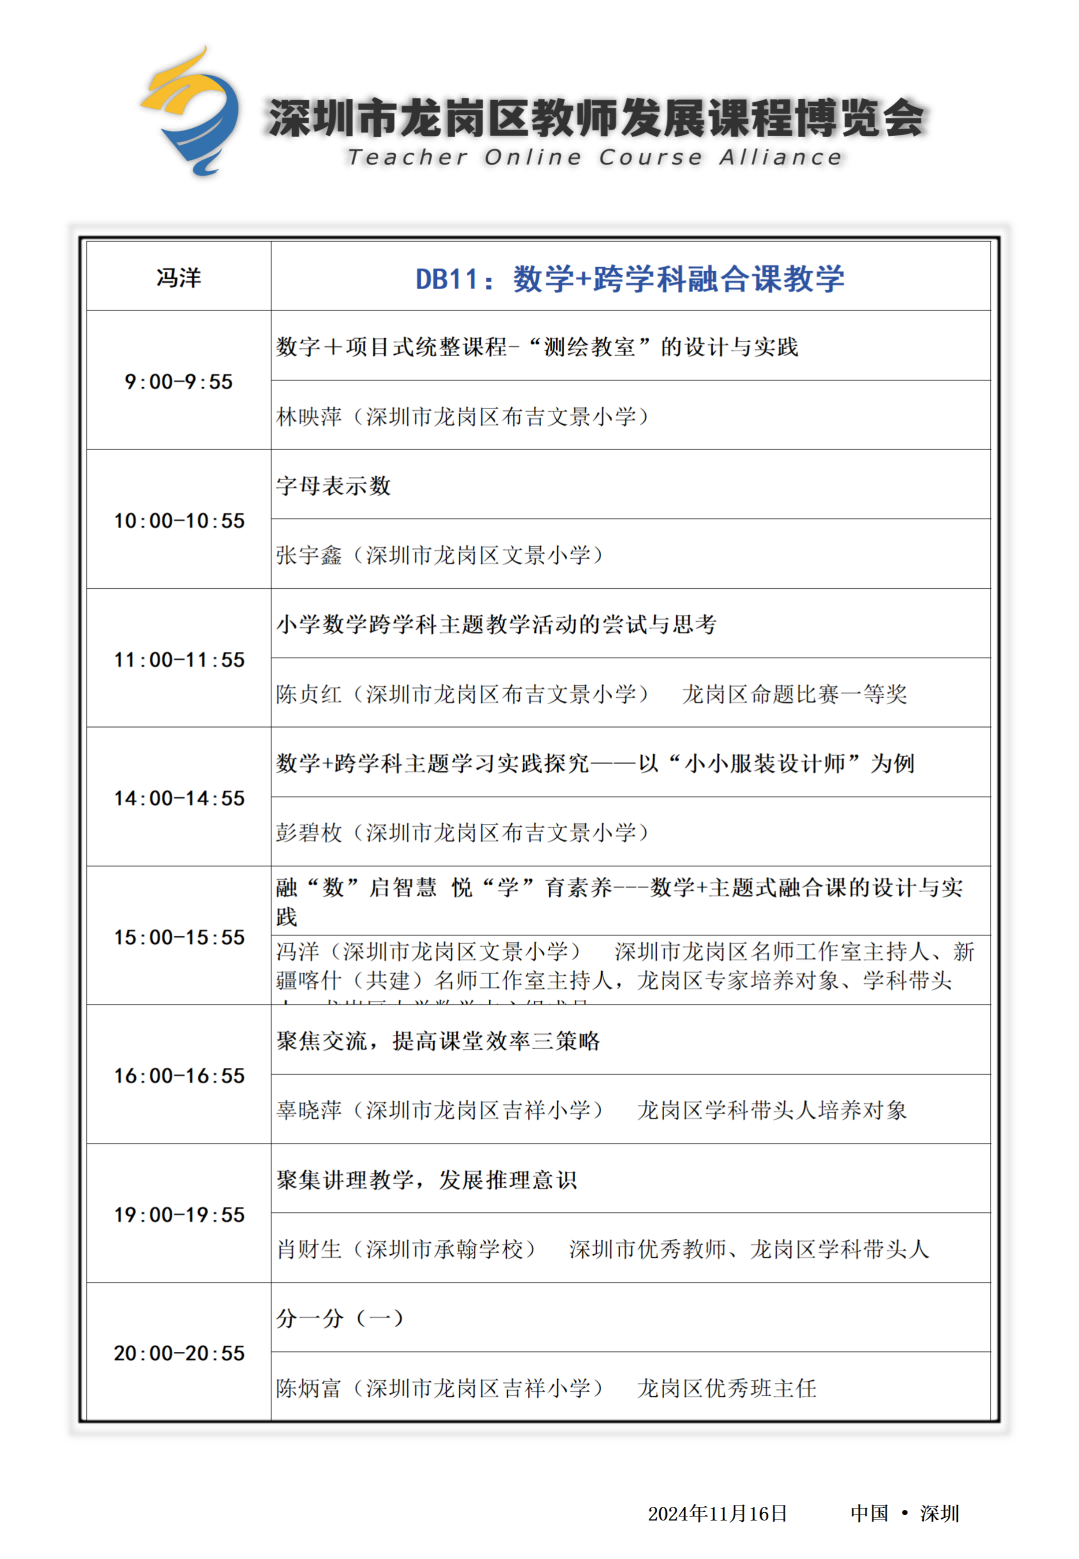 深圳市龙岗区教师发展课程博览会
Teacher Online Course Alliance
冯洋
DB11：数学+跨学科融合课教学
9:00-9:55
数字＋项目式统整课程-“测绘教室”的设计与实践
林映萍（深圳市龙岗区布吉文景小学）
10:00-10:55
字母表示数
张宇鑫（深圳市龙岗区文景小学）
11:00-11:55
小学数学跨学科主题教学活动的尝试与思考
陈贞红（深圳市龙岗区布吉文景小学） 龙岗区命题比赛一等奖
14:00-14:55
数学+跨学科主题学习实践探究——以“小小服装设计师”为例
彭碧枚（深圳市龙岗区布吉文景小学）
15:00-15:55
融“数”启智慧 悦“学”育素养---数学+主题式融合课的设计与实
践
冯洋（深圳市龙岗区文景小学） 深圳市龙岗区名师工作室主持人、新
疆喀什（共建）名师工作室主持人，龙岗区专家培养对象、学科带头
16:00-16:55
聚焦交流，提高课堂效率三策略
辜晓萍（深圳市龙岗区吉祥小学） 龙岗区学科带头人培养对象
19:00-19:55
聚集讲理教学，发展推理意识
肖财生（深圳市承翰学校） 深圳市优秀教师、龙岗区学科带头人
20:00-20:55
分一分（一）
陈炳富（深圳市龙岗区吉祥小学） 龙岗区优秀班主任
2024年11月16日 中国 • 深圳